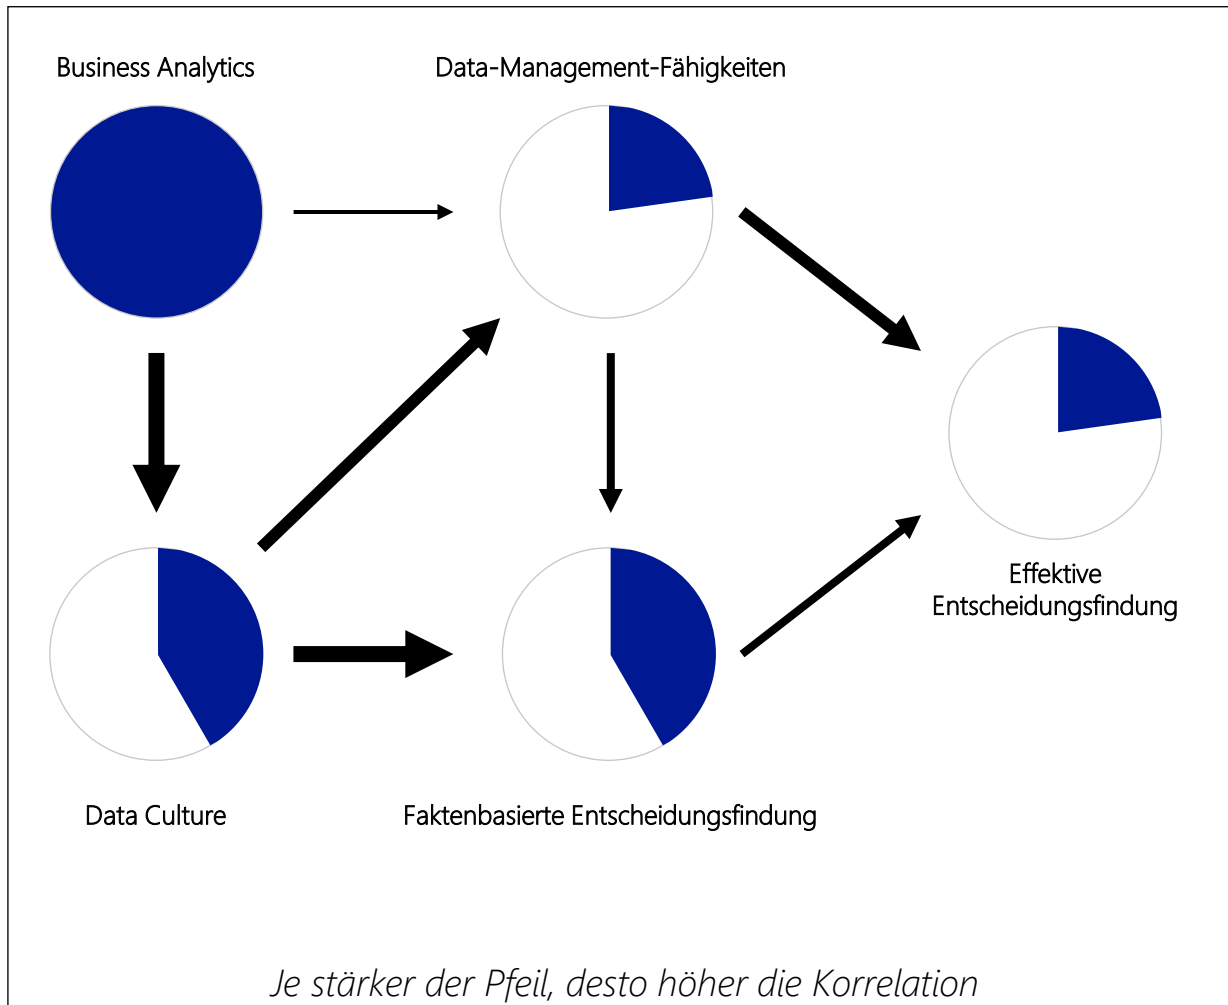 Business Analytics
Data-Management-Fähigkeiten
Effektive
Entscheidungsfindung
Data Culture
Faktenbasierte Entscheidungsfindung
Je stärker der Pfeil, desto höher die Korrelation